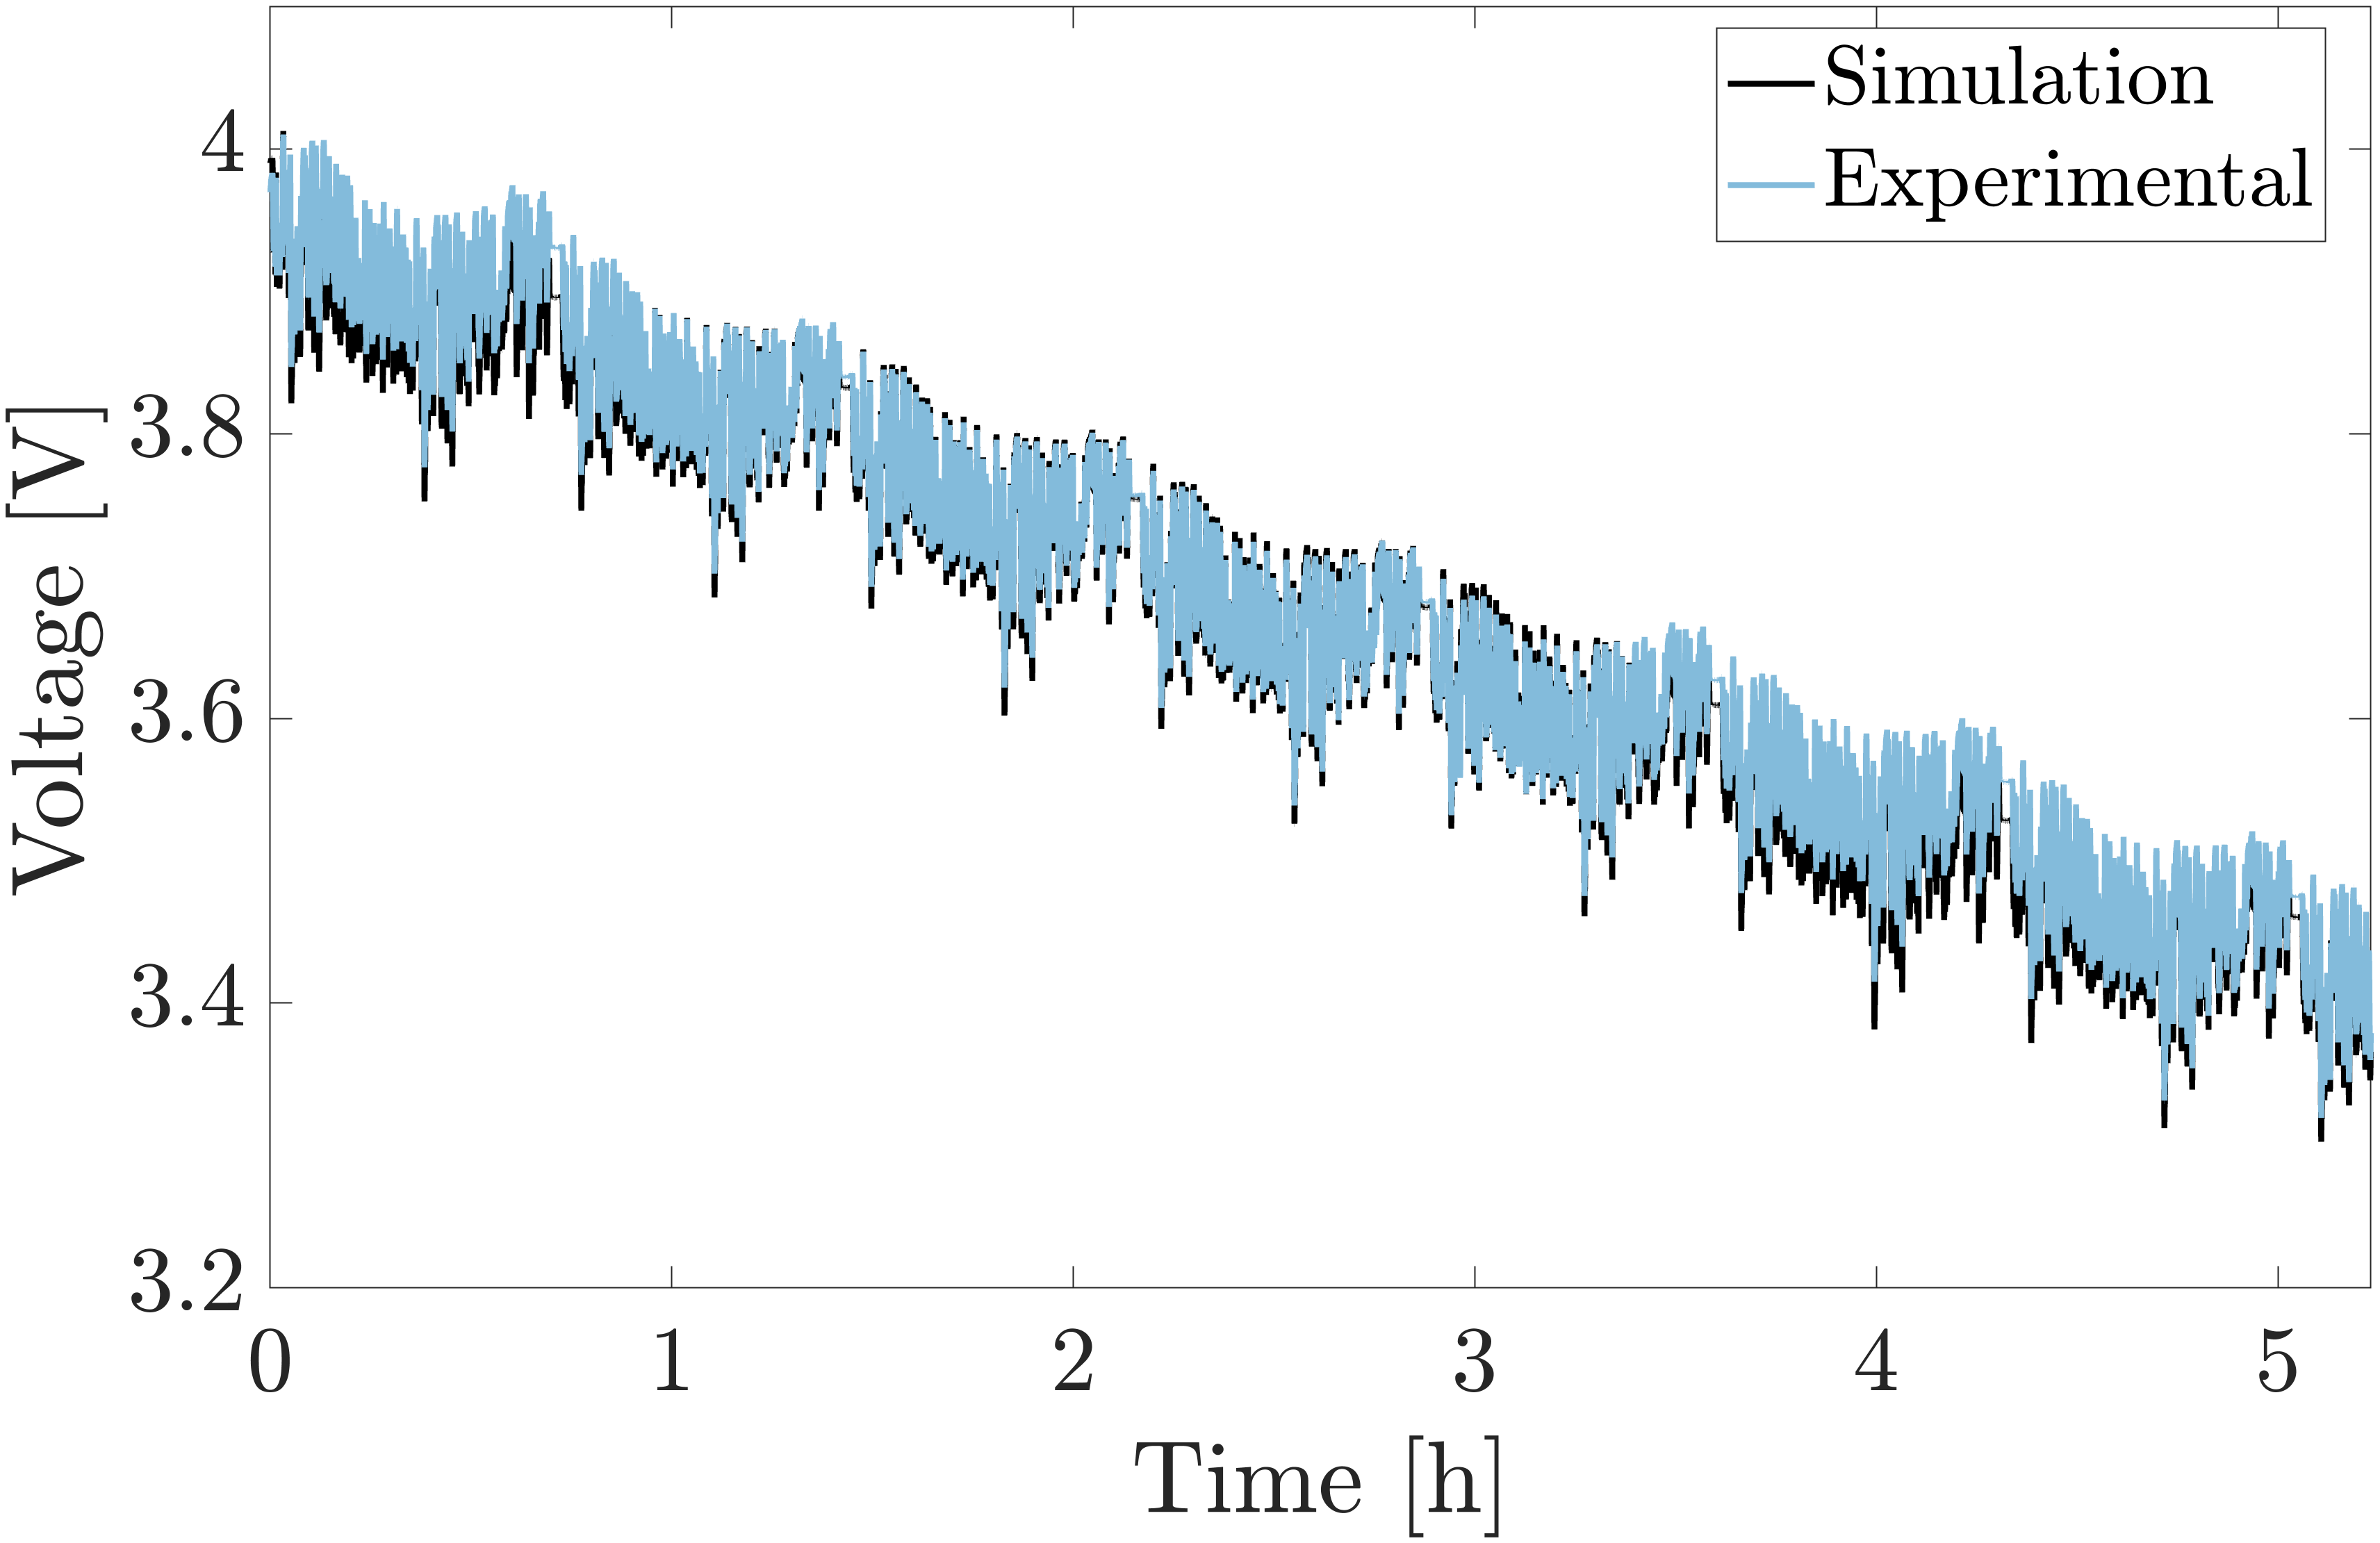 Simulation
Experimental
Voltage [V]
4
3.8
3.6
3.4
3.2
0 1 2 3 4 5
Time [h]